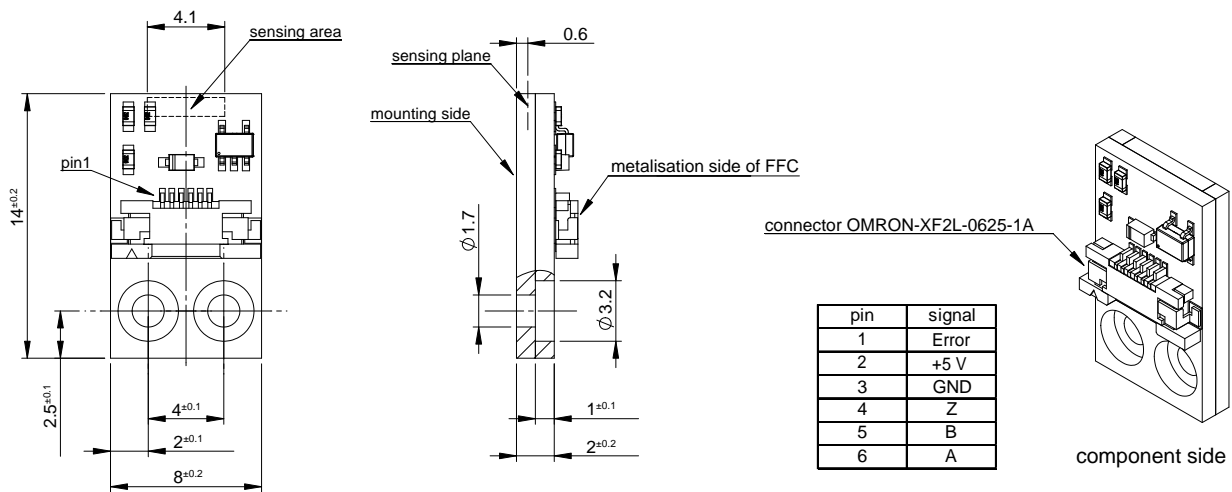 4.1
sensing area
0.6
sensing plane
mounting side
pin1
metalisation side of FFC
14±0.2
Ø1.7
Ø3.2
connector OMRON-XF2L-0625-1A
pin signal
1 Error
2 +5 V
3 GND
4 Z
5 B
6 A
2.5±0.1
4±0.1
1±0.1
2±0.1
2±0.2
8±0.2
component side